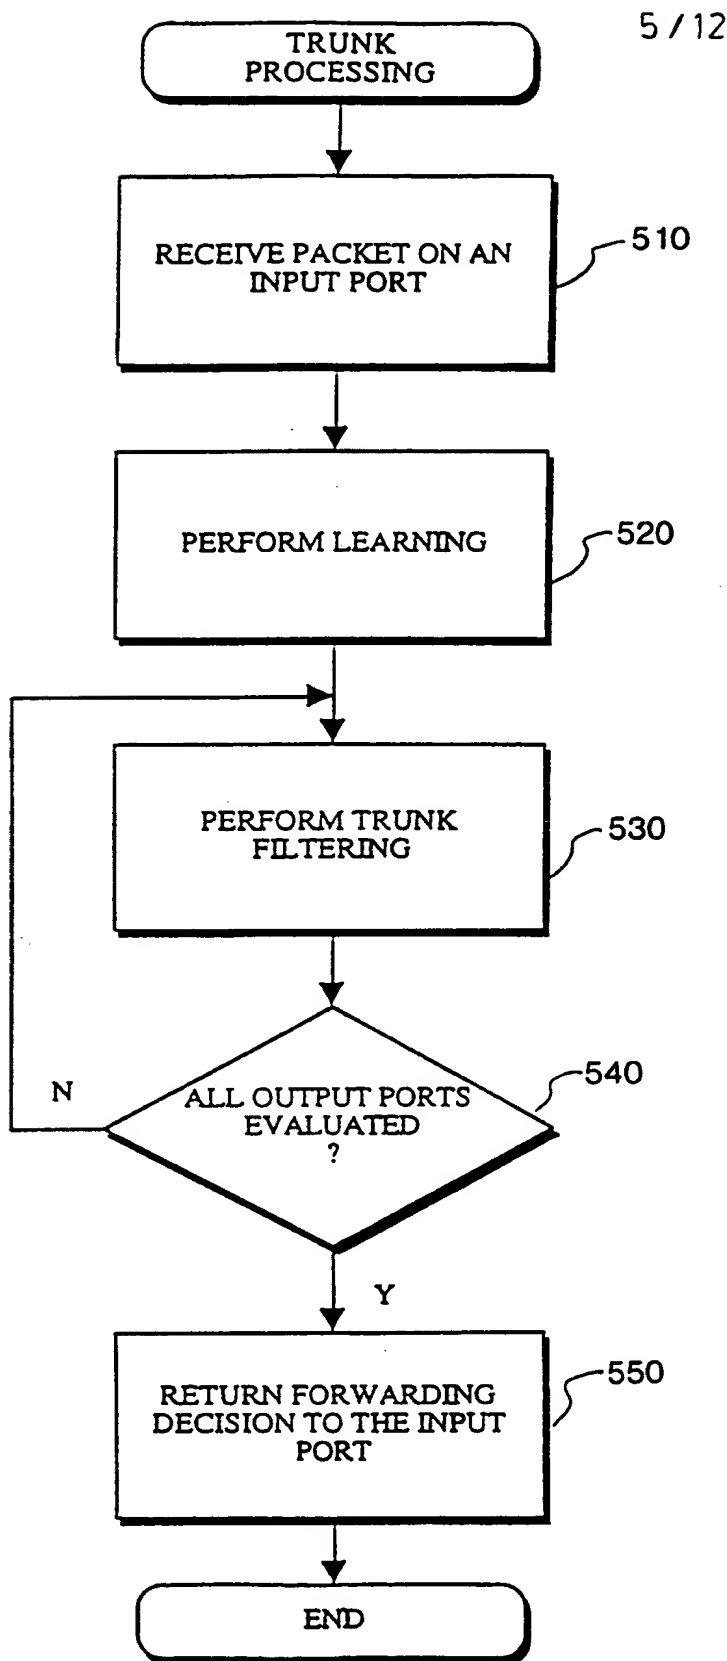 5/12
TRUNK
PROCESSING
RECEIVE PACKET ON AN
INPUT PORT
510
PERFORM LEARNING
520
PERFORM TRUNK
FILTERING
530
N
ALL OUTPUT PORTS
EVALUATED
?
540
Y
RETURN FORWARDING
DECISION TO THE INPUT
PORT
550
END